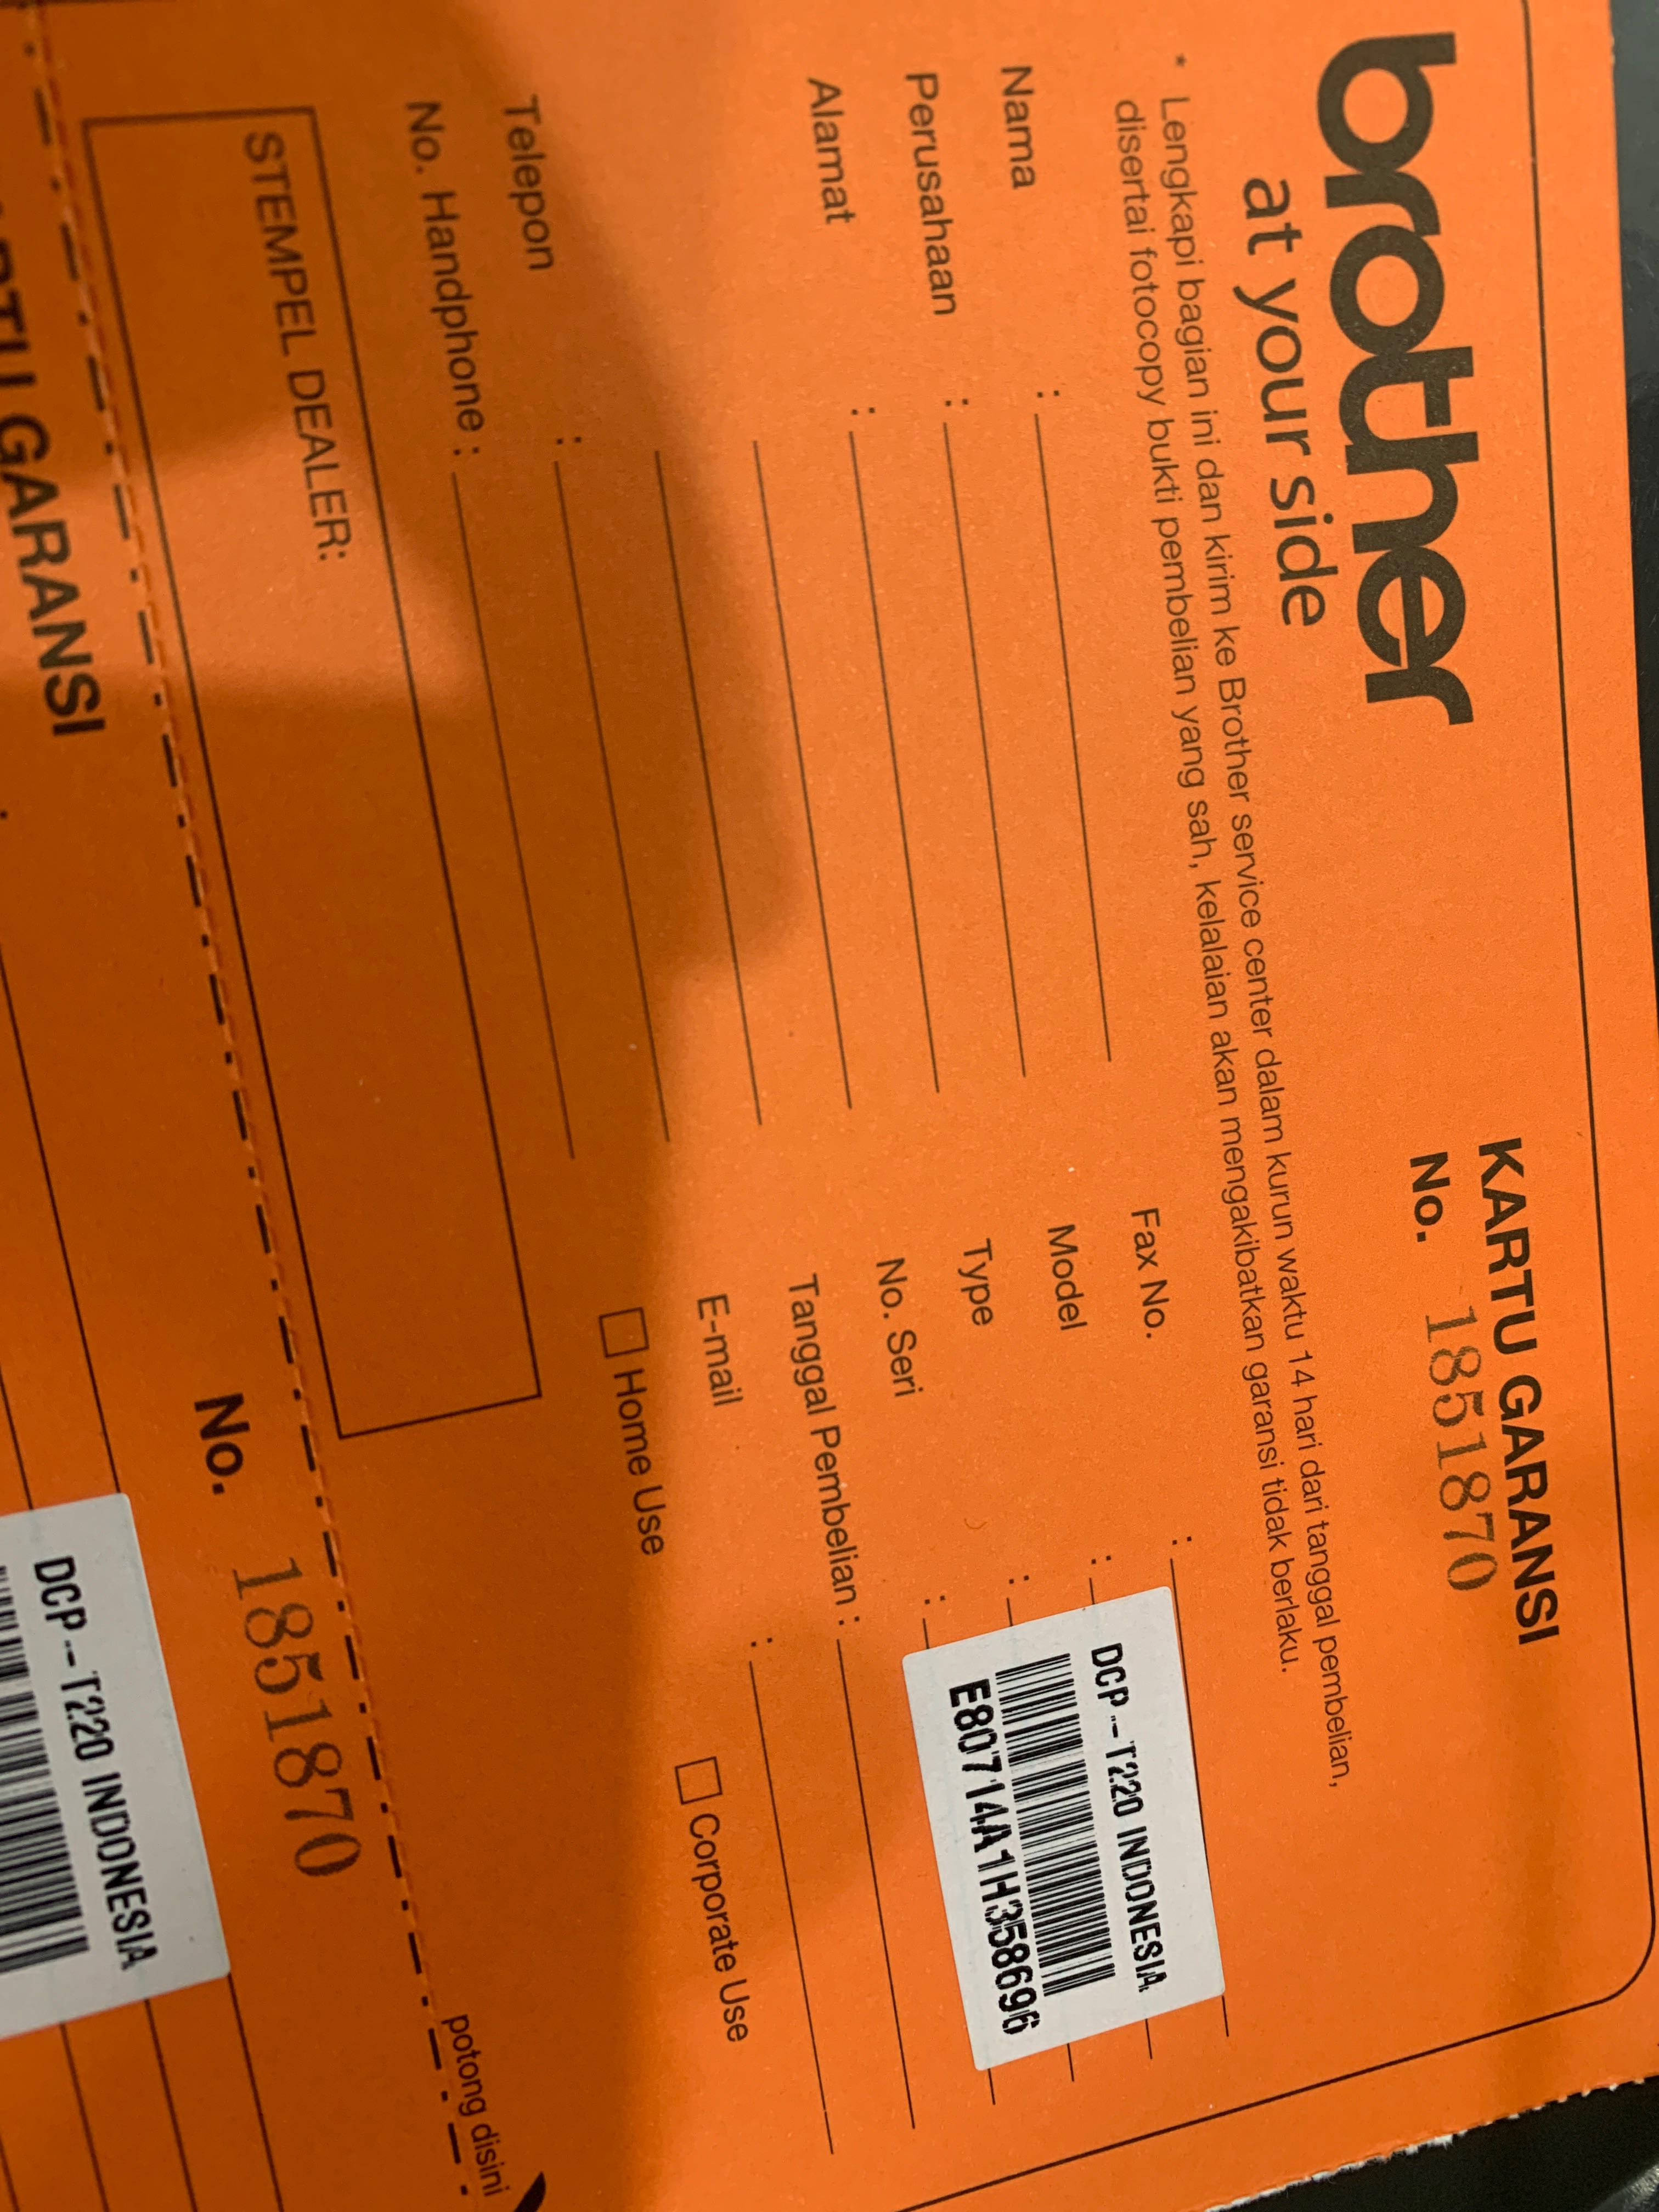 brother
at your side
KARTU GARANSI
No. 1851870
* Lengkapi bagian ini dan kirim ke Brother service center dalam kurun waktu 14 hari dari tanggal pembelian,
disertai fotocopy bukti pembelian yang sah, kelalaian akan mengakibatkan garansi tidak berlaku.
Nama :
Perusahaan :
Alamat :
Telepon :
No. Handphone :
Fax No. :
Model :
Type :
No. Seri :
Tanggal Pembelian :
E-mail :
DCP-T220 INDONESIA
E80714A1H358696
Home Use
Corporate Use
STEMPEL DEALER:
potong disini
GARANSI
No. 1851870
DCP-T220 INDONESIA